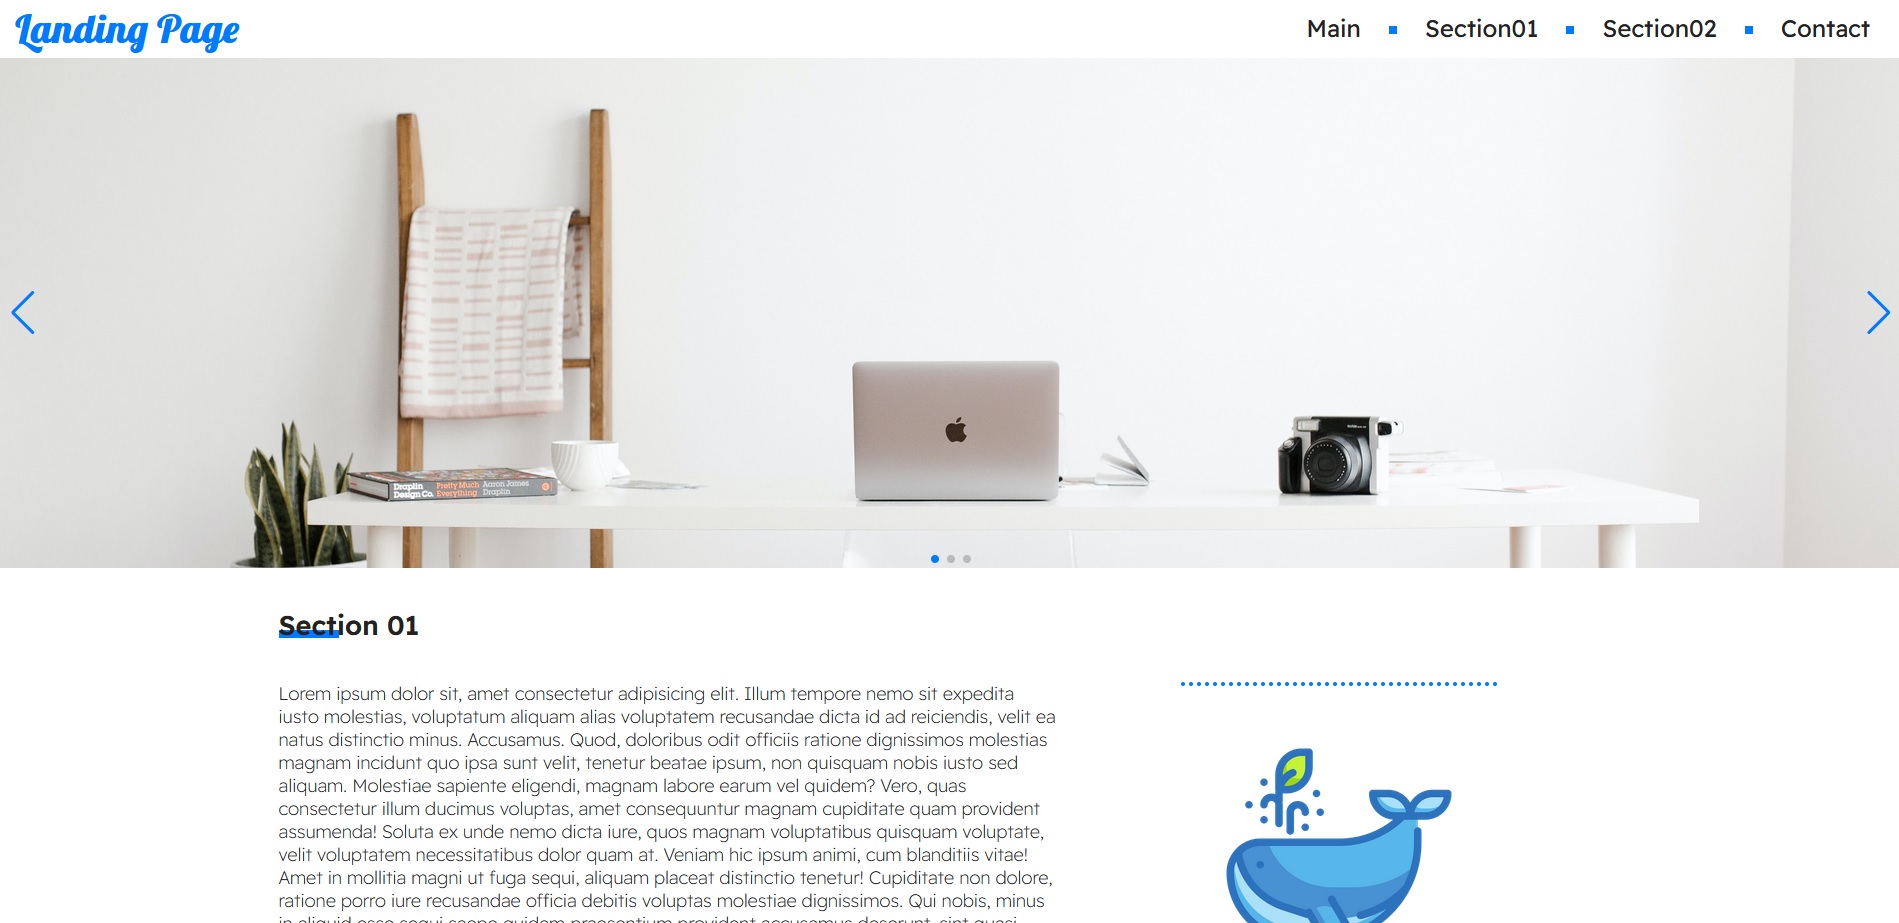 Landing Page
Main Section01 Section02 Contact
Draplin Pretty Much Aaron James
Design Co. Everything Draplin
Section 01
Lorem ipsum dolor sit, amet consectetur adipisicing elit. Illum tempore nemo sit expedita
iusto molestias, voluptatum aliquam alias voluptatem recusandae dicta id ad reiciendis, velit ea
natus distinctio minus. Accusamus. Quod, doloribus odit officiis ratione dignissimos molestias
magnam incidunt quo ipsa sunt velit, tenetur beatae ipsum, non quisquam nobis iusto sed
aliquam. Molestiae sapiente eligendi, magnam labore earum vel quidem? Vero, quas
consectetur illum ducimus voluptas, amet consequuntur magnam cupiditate quam provident
assumenda! Soluta ex unde nemo dicta iure, quos magnam voluptatibus quisquam voluptate,
velit voluptatem necessitatibus dolor quam at. Veniam hic ipsum animi, cum blanditiis vitae!
Amet in mollitia magni ut fuga sequi, aliquam placeat distinctio tenetur! Cupiditate non dolore,
ratione porro iure recusandae officia debitis voluptas molestiae dignissimos. Qui nobis, minus